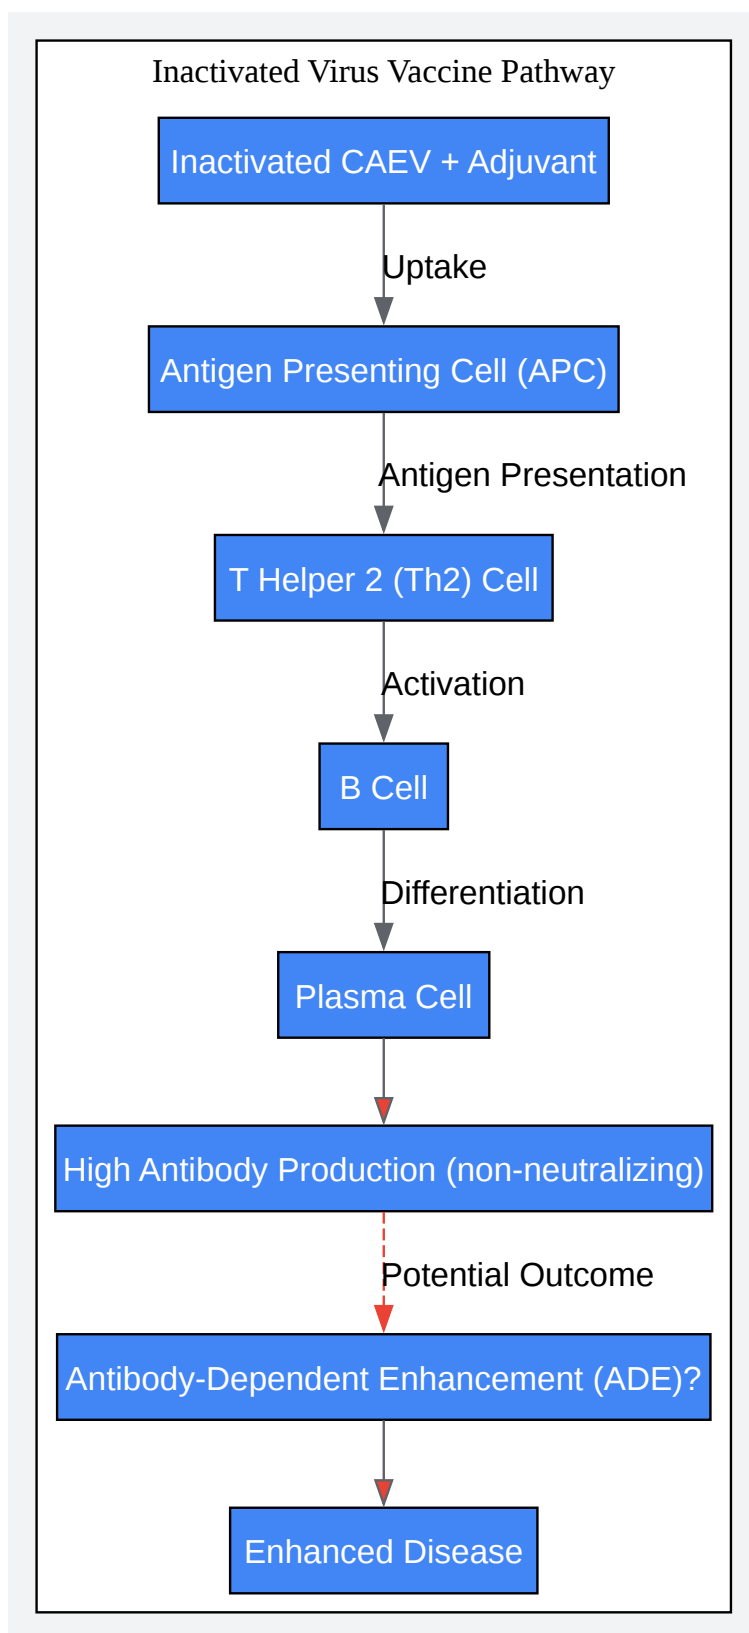 Inactivated Virus Vaccine Pathway
Inactivated CAEV + Adjuvant
Uptake
Antigen Presenting Cell (APC)
Antigen Presentation
T Helper 2 (Th2) Cell
Activation
B Cell
Differentiation
Plasma Cell
High Antibody Production (non-neutralizing)
Potential Outcome
Antibody-Dependent Enhancement (ADE)?
Enhanced Disease